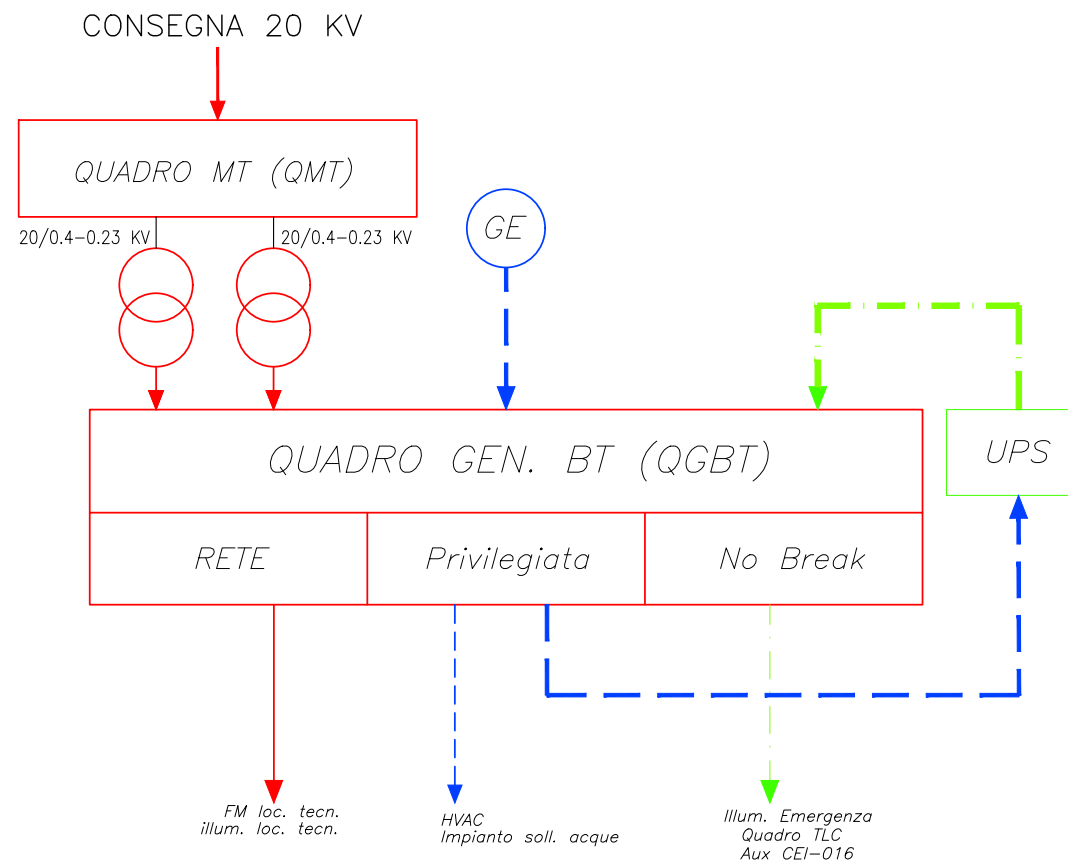 CONSEGNA 20 KV
QUADRO MT (QMT)
20/0.4-0.23 KV
20/0.4-0.23 KV
GE
QUADRO GEN. BT (QGBT)
UPS
RETE
Privilegiata
No Break
FM loc. tecn.
illum. loc. tecn.
HVAC
Impianto soll. acque
Illum. Emergenza
Quadro TLC
Aux CEI-016